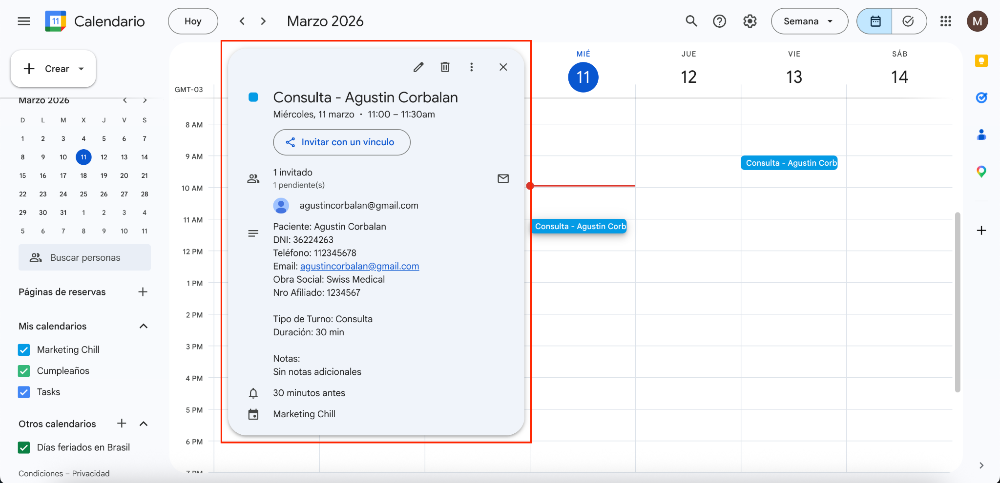 11
Calendario
Hoy
Marzo 2026
Semana
M
Crear
Marzo 2026
D L M X J V S
1 2 3 4 5 6 7
8 9 10 11 12 13 14
15 16 17 18 19 20 21
22 23 24 25 26 27 28
29 30 31 1 2 3 4
5 6 7 8 9 10 11
Buscar personas
Páginas de reservas
Mis calendarios
Marketing Chill
Cumpleaños
Tasks
Otros calendarios
Días feriados en Brasil
Condiciones – Privacidad
GMT-03
MIÉ
11
JUE
12
VIE
13
SÁB
14
8 AM
9 AM
10 AM
11 AM
12 PM
1 PM
2 PM
3 PM
4 PM
5 PM
6 PM
7 PM
Consulta - Agustin Corbalan
Miércoles, 11 marzo · 11:00 – 11:30am
Invitar con un vínculo
1 invitado
1 pendiente(s)
agustincorbalan@gmail.com
Paciente: Agustin Corbalan
DNI: 36224263
Teléfono: 112345678
Email: agustincorbalan@gmail.com
Obra Social: Swiss Medical
Nro Afiliado: 1234567
Tipo de Turno: Consulta
Duración: 30 min
Notas:
Sin notas adicionales
30 minutos antes
Marketing Chill
Consulta - Agustin Corb
Consulta - Agustin Corb